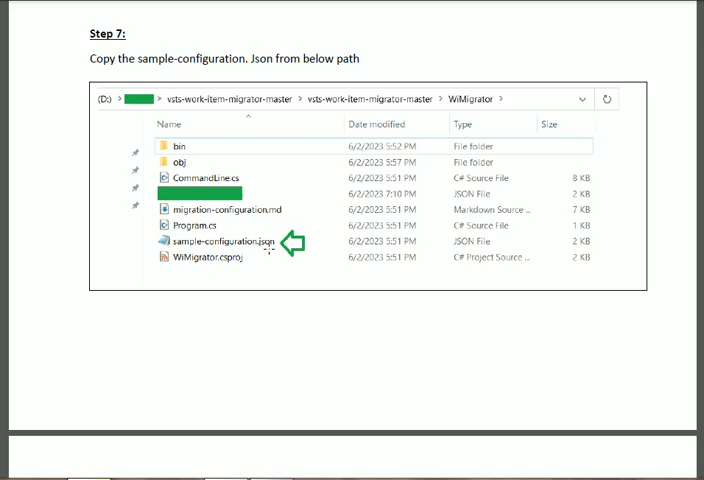 Step 7:
Copy the sample-configuration. Json from below path
(D:) > > vsts-work-item-migrator-master > vsts-work-item-migrator-master > WiMigrator >
Name Date modified Type Size
bin 6/2/2023 5:52 PM File folder
obj 6/2/2023 5:57 PM File folder
CommandLine.cs 6/2/2023 5:51 PM C# Source File 8 KB
6/2/2023 7:10 PM JSON File 2 KB
migration-configuration.md 6/2/2023 5:51 PM Markdown Source ... 7 KB
Program.cs 6/2/2023 5:51 PM C# Source File 1 KB
sample-configuration.json 6/2/2023 5:51 PM JSON File 2 KB
WiMigrator.csproj 6/2/2023 5:51 PM C# Project Source ... 2 KB